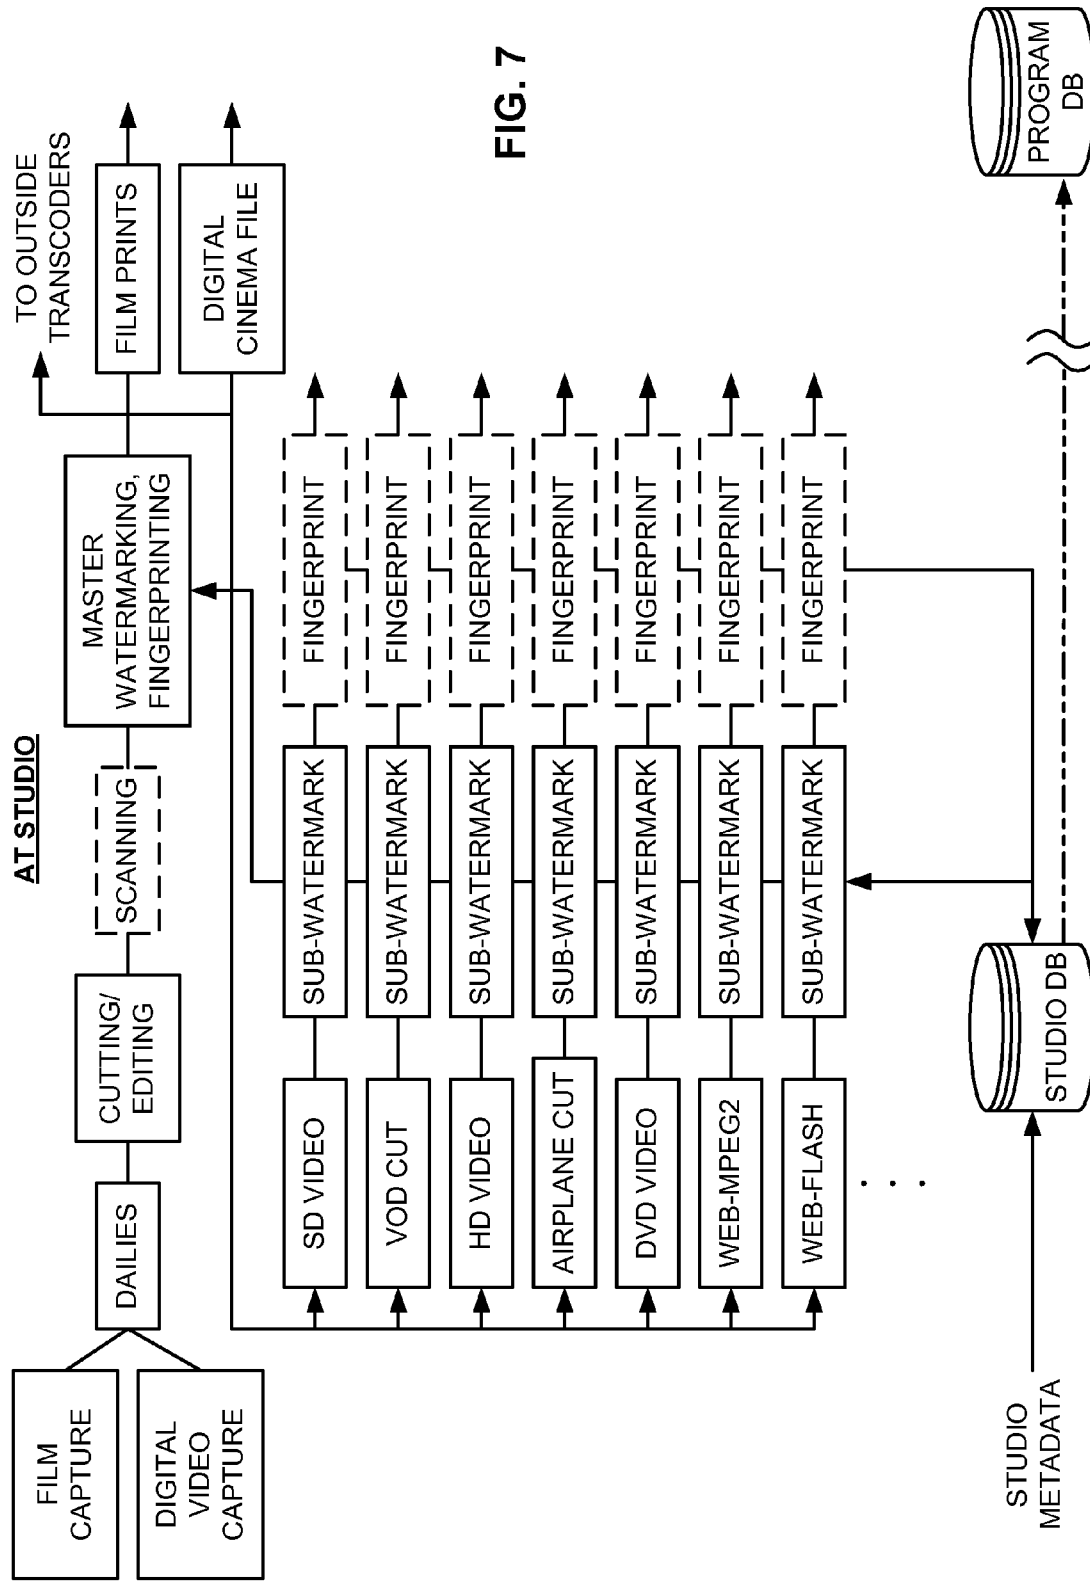 AT STUDIO
FILM
CAPTURE
DIGITAL
VIDEO
CAPTURE
DAILIES
CUTTING/
EDITING
SCANNING
MASTER
WATERMARKING,
FINGERPRINTING
TO OUTSIDE
TRANSCODERS
FILM PRINTS
DIGITAL
CINEMA FILE
SD VIDEO
SUB-WATERMARK
FINGERPRINT
VOD CUT
SUB-WATERMARK
FINGERPRINT
HD VIDEO
SUB-WATERMARK
FINGERPRINT
AIRPLANE CUT
SUB-WATERMARK
FINGERPRINT
DVD VIDEO
SUB-WATERMARK
FINGERPRINT
WEB-MPEG2
SUB-WATERMARK
FINGERPRINT
WEB-FLASH
SUB-WATERMARK
FINGERPRINT
. . .
STUDIO
METADATA
STUDIO DB
PROGRAM
DB
FIG. 7